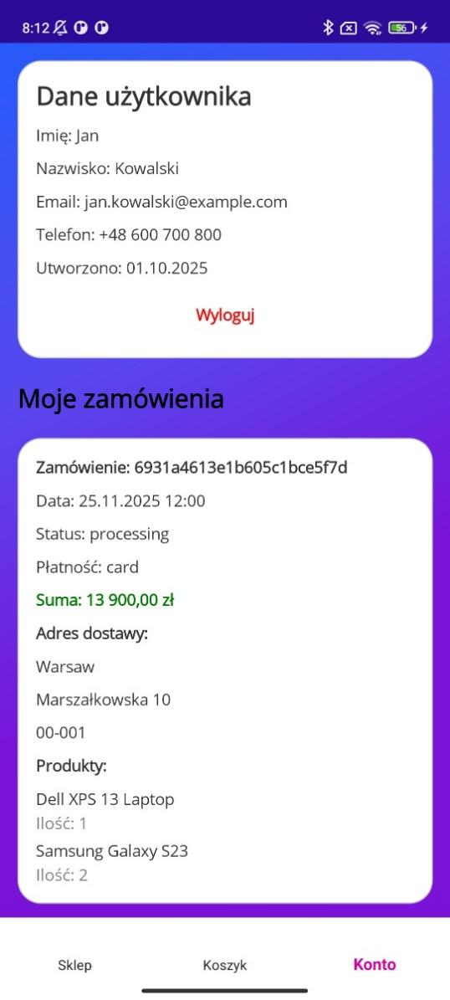 8:12
56
Dane użytkownika
Imię: Jan
Nazwisko: Kowalski
Email: jan.kowalski@example.com
Telefon: +48 600 700 800
Utworzono: 01.10.2025
Wyloguj
Moje zamówienia
Zamówienie: 6931a4613e1b605c1bce5f7d
Data: 25.11.2025 12:00
Status: processing
Płatność: card
Suma: 13 900,00 zł
Adres dostawy:
Warsaw
Marszałkowska 10
00-001
Produkty:
Dell XPS 13 Laptop
Ilość: 1
Samsung Galaxy S23
Ilość: 2
Sklep Koszyk Konto